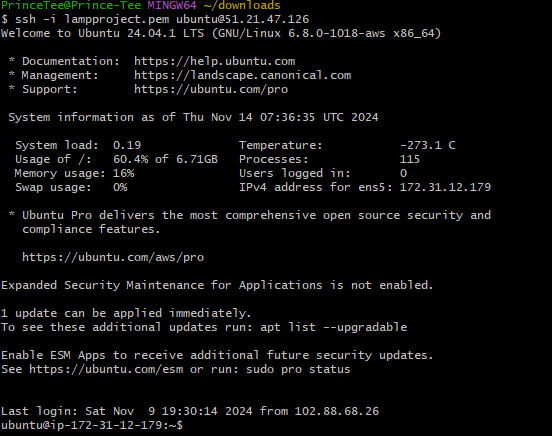 PrinceTee@Prince-Tee MINGW64 ~/downloads
$ ssh -i lampproject.pem ubuntu@51.21.47.126
Welcome to Ubuntu 24.04.1 LTS (GNU/Linux 6.8.0-1018-aws x86_64)

 * Documentation:  https://help.ubuntu.com
 * Management:     https://landscape.canonical.com
 * Support:        https://ubuntu.com/pro

 System information as of Thu Nov 14 07:36:35 UTC 2024

  System load:  0.19               Temperature:                 -273.1 C
  Usage of /:   60.4% of 6.71GB    Processes:                   115
  Memory usage: 16%                Users logged in:             0
  Swap usage:   0%                 IPv4 address for ens5: 172.31.12.179

 * Ubuntu Pro delivers the most comprehensive open source security and
   compliance features.

   https://ubuntu.com/aws/pro

Expanded Security Maintenance for Applications is not enabled.

1 update can be applied immediately.
To see these additional updates run: apt list --upgradable

Enable ESM Apps to receive additional future security updates.
See https://ubuntu.com/esm or run: sudo pro status


Last login: Sat Nov  9 19:30:14 2024 from 102.88.68.26
ubuntu@ip-172-31-12-179:~$